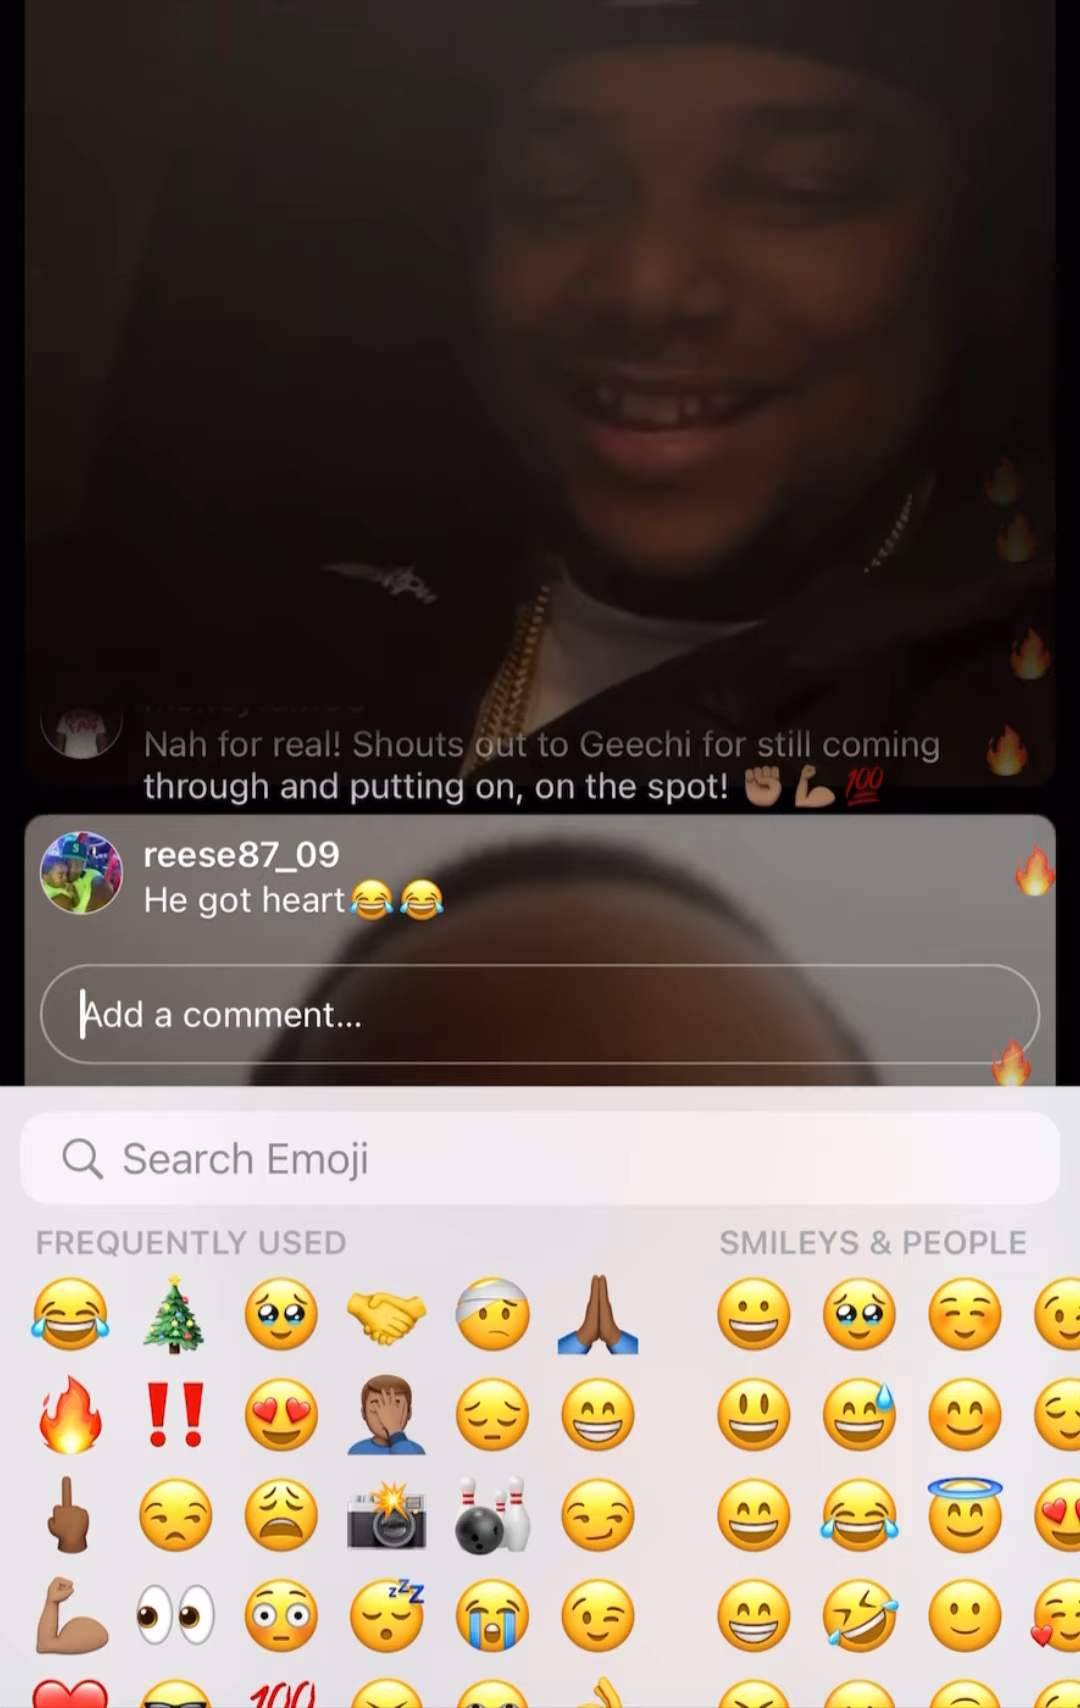 Nah for real! Shouts out to Geechi for still coming
through and putting on, on the spot! ✊🏽💪🏽💯
reese87_09
He got heart😂😂
Add a comment...
Search Emoji
FREQUENTLY USED
SMILEYS & PEOPLE